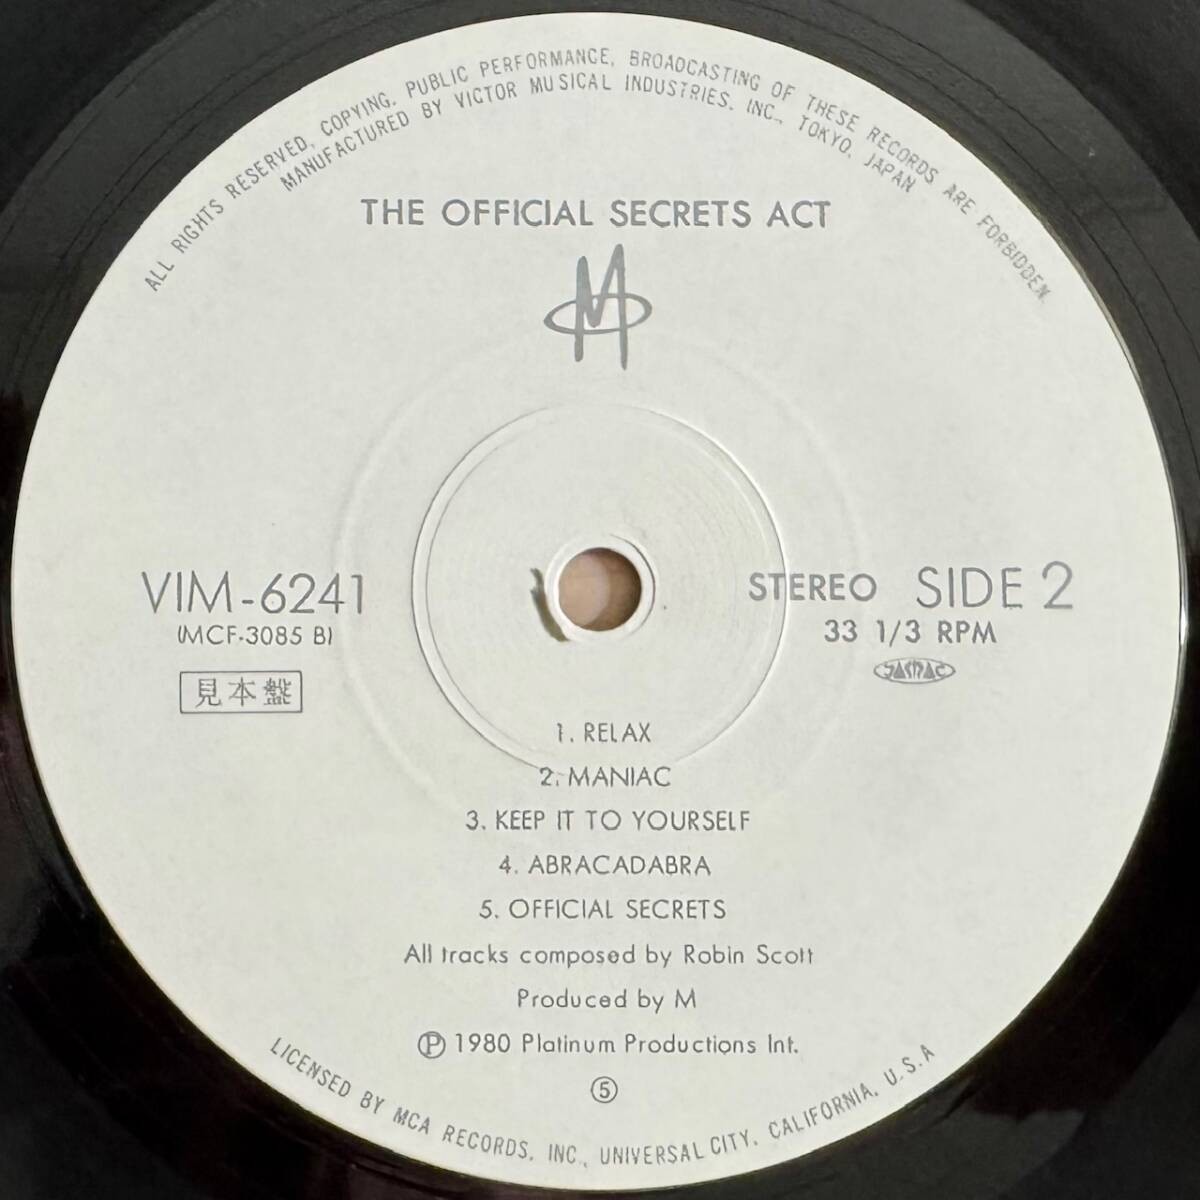 ALL RIGHTS RESERVED, COPYING, PUBLIC PERFORMANCE, BROADCASTING OF THESE RECORDS ARE FORBIDDEN.
MANUFACTURED BY VICTOR MUSICAL INDUSTRIES, INC., TOKYO, JAPAN
THE OFFICIAL SECRETS ACT
M
VIM-6241
(MCF-3085 B)
見本盤
STEREO SIDE 2
33 1/3 RPM
JASRAC
1. RELAX
2. MANIAC
3. KEEP IT TO YOURSELF
4. ABRACADABRA
5. OFFICIAL SECRETS
All tracks composed by Robin Scott
Produced by M
Ⓟ 1980 Platinum Productions Int.
⑤
LICENSED BY MCA RECORDS, INC., UNIVERSAL CITY, CALIFORNIA, U.S.A